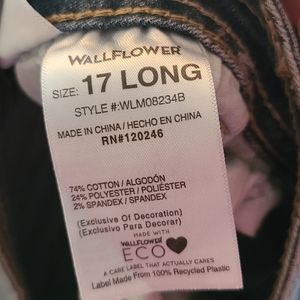 WALLFLOWER
SIZE: 17 LONG
STYLE #:WLM08234B
MADE IN CHINA / HECHO EN CHINA
RN#120246
74% COTTON / ALGODÓN
24% POLYESTER / POLIÉSTER
2% SPANDEX / SPANDEX
(Exclusive Of Decoration)
(Exclusivo Para Decorar)
MADE WITH
WALLFLOWER
ECO
A CARE LABEL THAT ACTUALLY CARES
Label Made From 100% Recycled Plastic